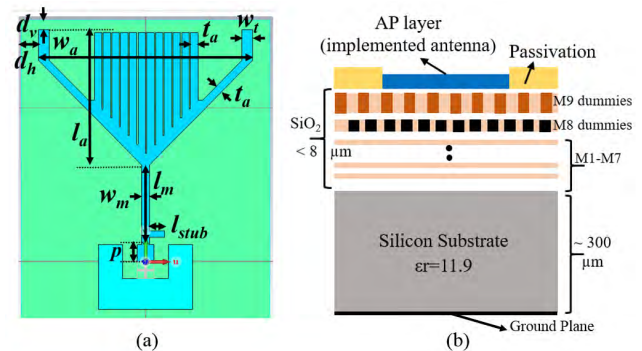 d_v
w_a
t_a
w_t
d_h
t_a
l_a
w_m
l_m
l_stub
p
u
(a)
AP layer
(implemented antenna)
Passivation
M9 dummies
SiO2
< 8 μm
M8 dummies
M1-M7
Silicon Substrate
εr=11.9
~ 300
μm
Ground Plane
(b)